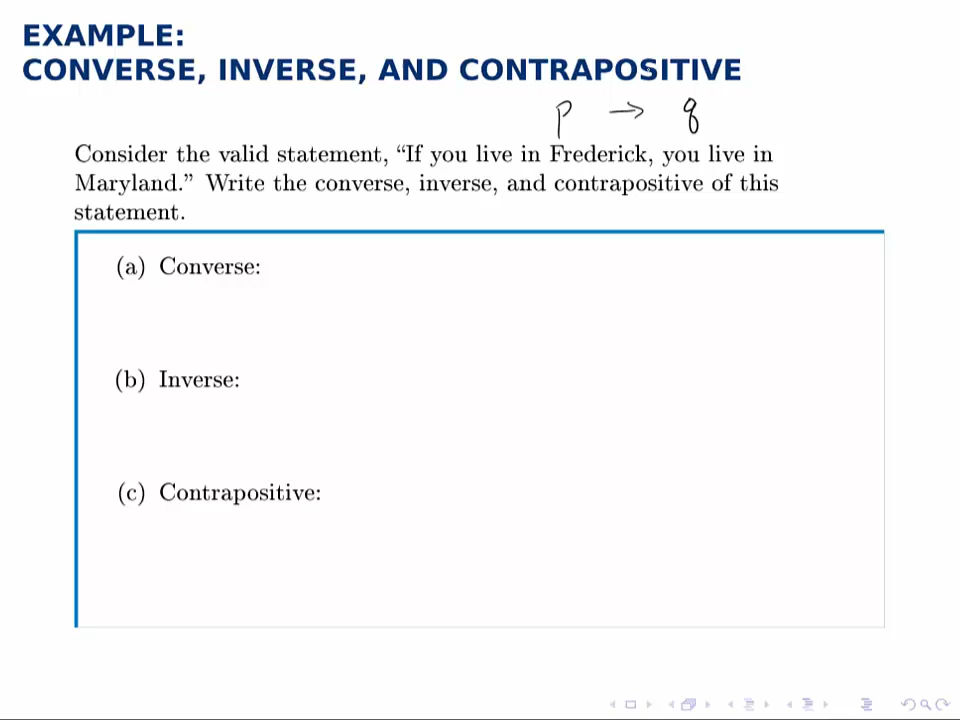 EXAMPLE:
CONVERSE, INVERSE, AND CONTRAPOSITIVE
p → q
Consider the valid statement, “If you live in Frederick, you live in
Maryland.” Write the converse, inverse, and contrapositive of this
statement.
(a) Converse:
(b) Inverse:
(c) Contrapositive: